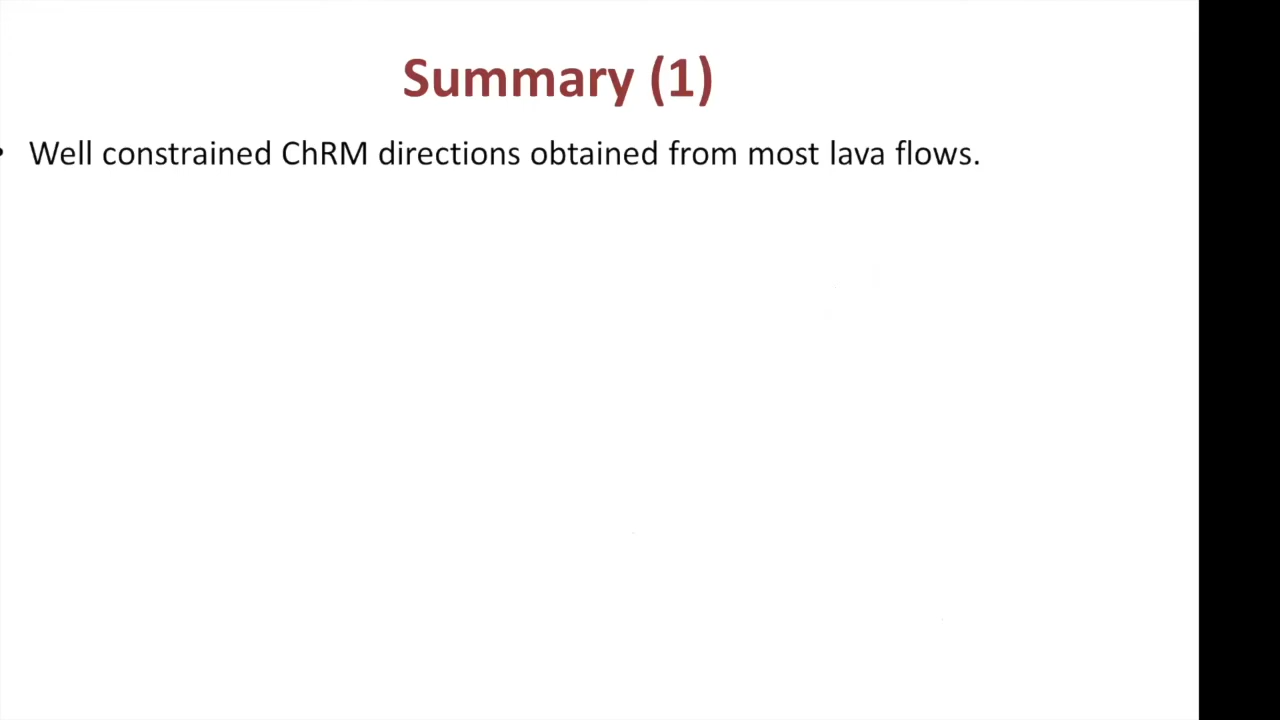 Summary (1)
• Well constrained ChRM directions obtained from most lava flows.